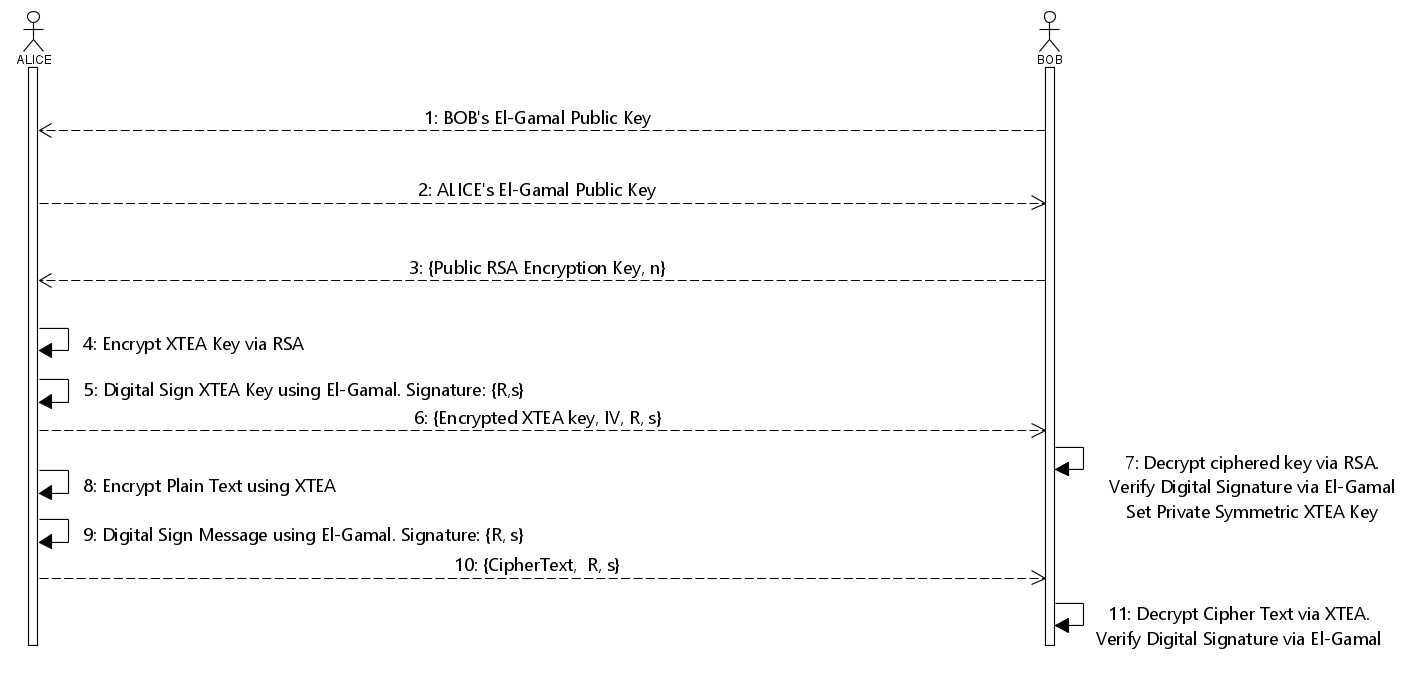 ALICE
BOB
1: BOB's El-Gamal Public Key
2: ALICE's El-Gamal Public Key
3: {Public RSA Encryption Key, n}
4: Encrypt XTEA Key via RSA
5: Digital Sign XTEA Key using El-Gamal. Signature: {R,s}
6: {Encrypted XTEA key, IV, R, s}
7: Decrypt ciphered key via RSA.
Verify Digital Signature via El-Gamal
Set Private Symmetric XTEA Key
8: Encrypt Plain Text using XTEA
9: Digital Sign Message using El-Gamal. Signature: {R, s}
10: {CipherText,  R, s}
11: Decrypt Cipher Text via XTEA.
Verify Digital Signature via El-Gamal